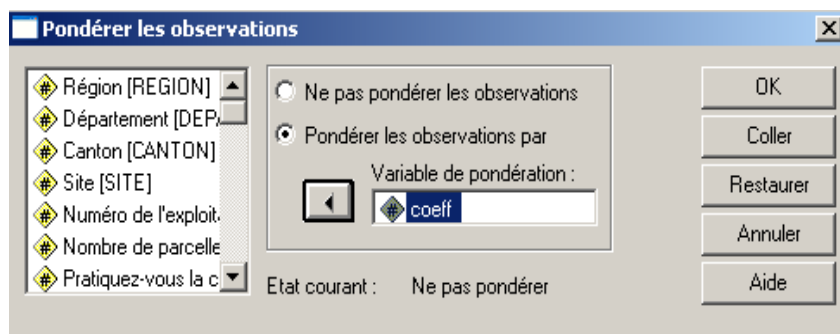 Pondérer les observations
Région [REGION]
Département [DEPA
Canton [CANTON]
Site [SITE]
Numéro de l'exploit
Nombre de parcelle
Pratiquez-vous la c
Ne pas pondérer les observations
Pondérer les observations par
Variable de pondération :
coeff
Etat courant : Ne pas pondérer
OK
Coller
Restaurer
Annuler
Aide